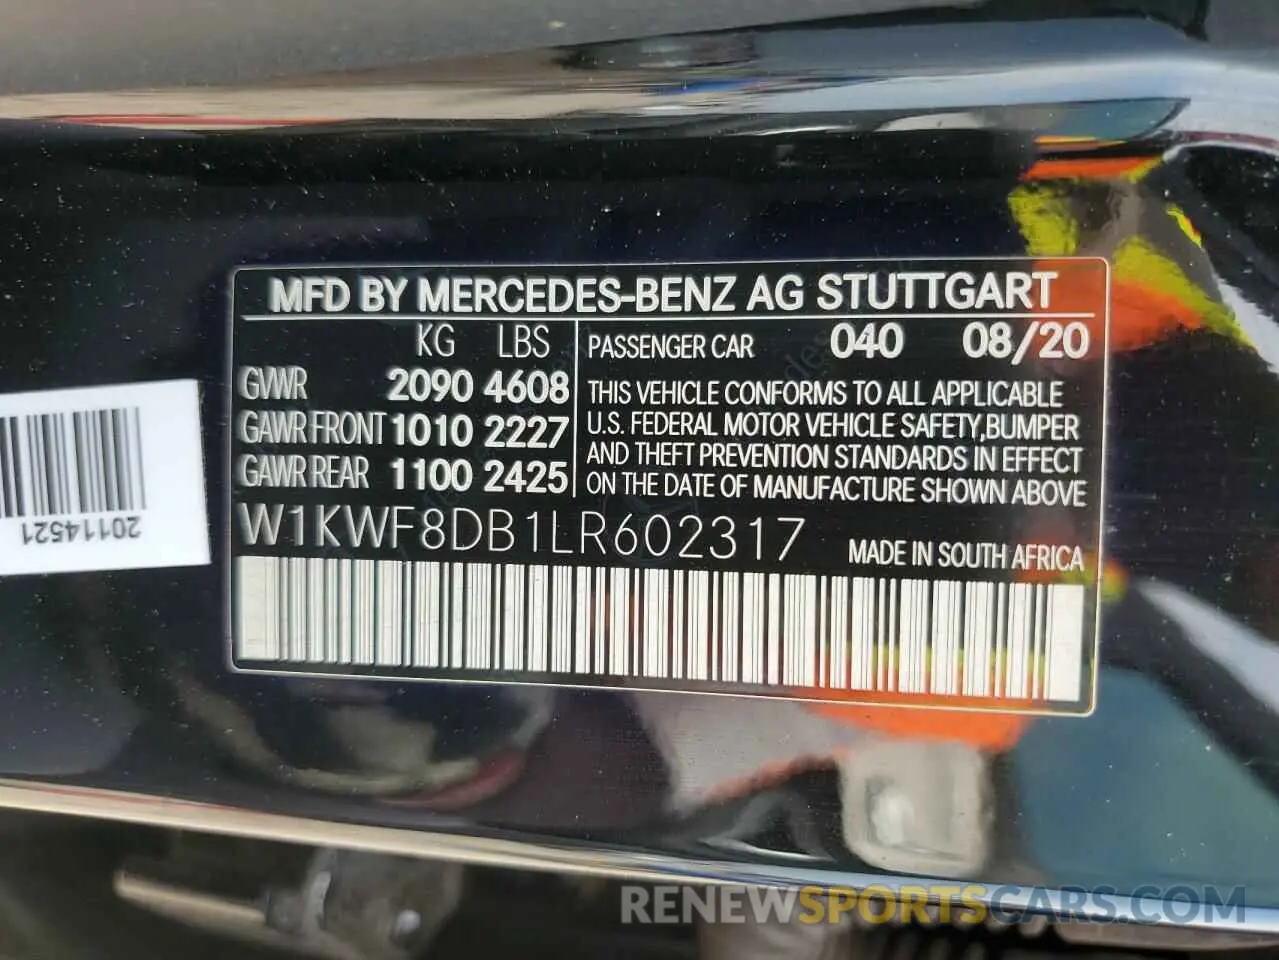 MFD BY MERCEDES-BENZ AG STUTTGART
KG LBS
GVWR 2090 4608
GAWR FRONT 1010 2227
GAWR REAR 1100 2425
PASSENGER CAR 040 08/20
THIS VEHICLE CONFORMS TO ALL APPLICABLE
U.S. FEDERAL MOTOR VEHICLE SAFETY, BUMPER
AND THEFT PREVENTION STANDARDS IN EFFECT
ON THE DATE OF MANUFACTURE SHOWN ABOVE
W1KWF8DB1LR602317
MADE IN SOUTH AFRICA
20114521
RENEWSPORTSCARS.COM